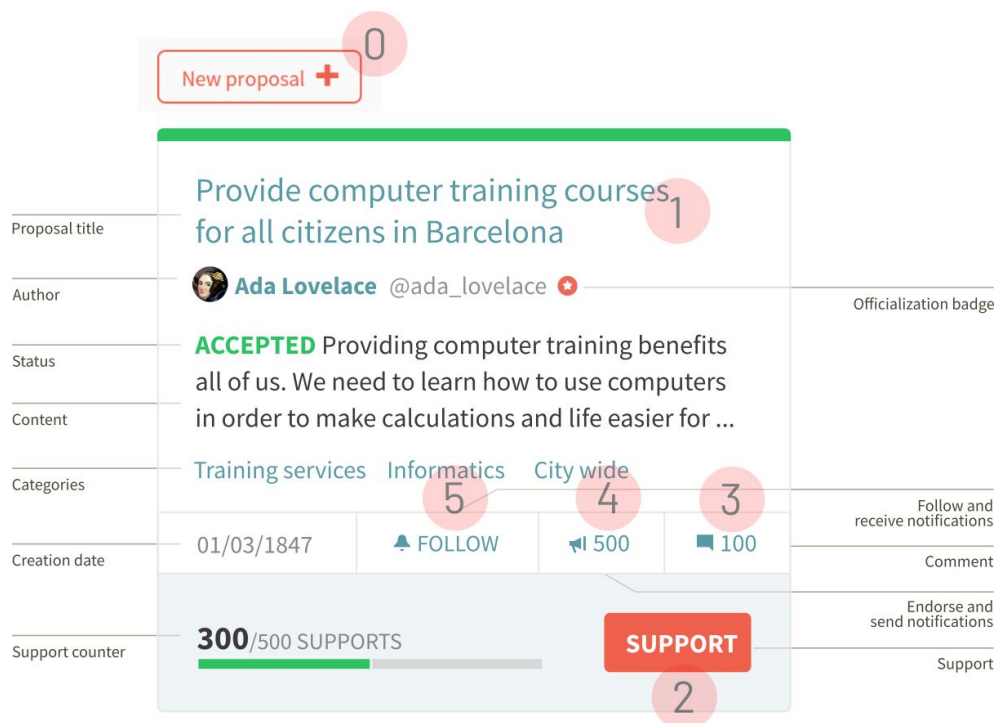 0
New proposal +
Provide computer training courses
1
for all citizens in Barcelona
Proposal title
Ada Lovelace @ada_lovelace
Author
Officialization badge
ACCEPTED Providing computer training benefits
Status
all of us. We need to learn how to use computers
in order to make calculations and life easier for ...
Content
Training services Informatics City wide
Categories
5
4
3
Follow and
receive notifications
01/03/1847
FOLLOW
500
100
Creation date
Comment
Endorse and
send notifications
300/500 SUPPORTS
SUPPORT
Support counter
Support
2